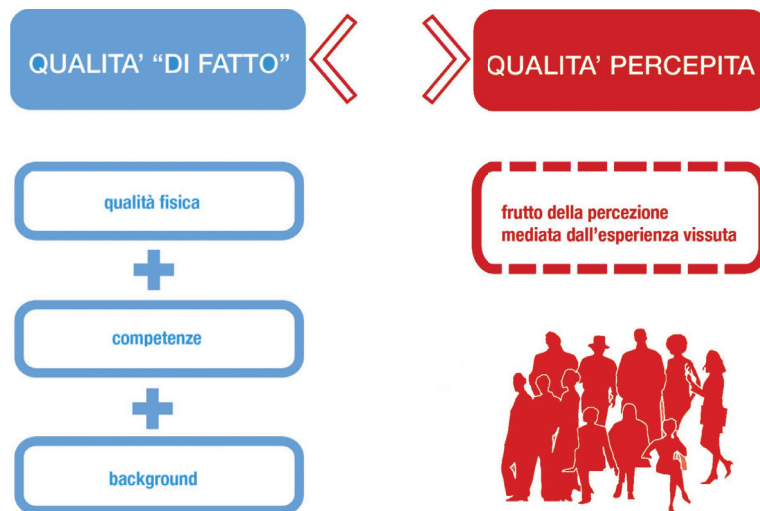 QUALITA’ “DI FATTO”
QUALITA’ PERCEPITA
qualità fisica
frutto della percezione
mediata dall'esperienza vissuta
competenze
background